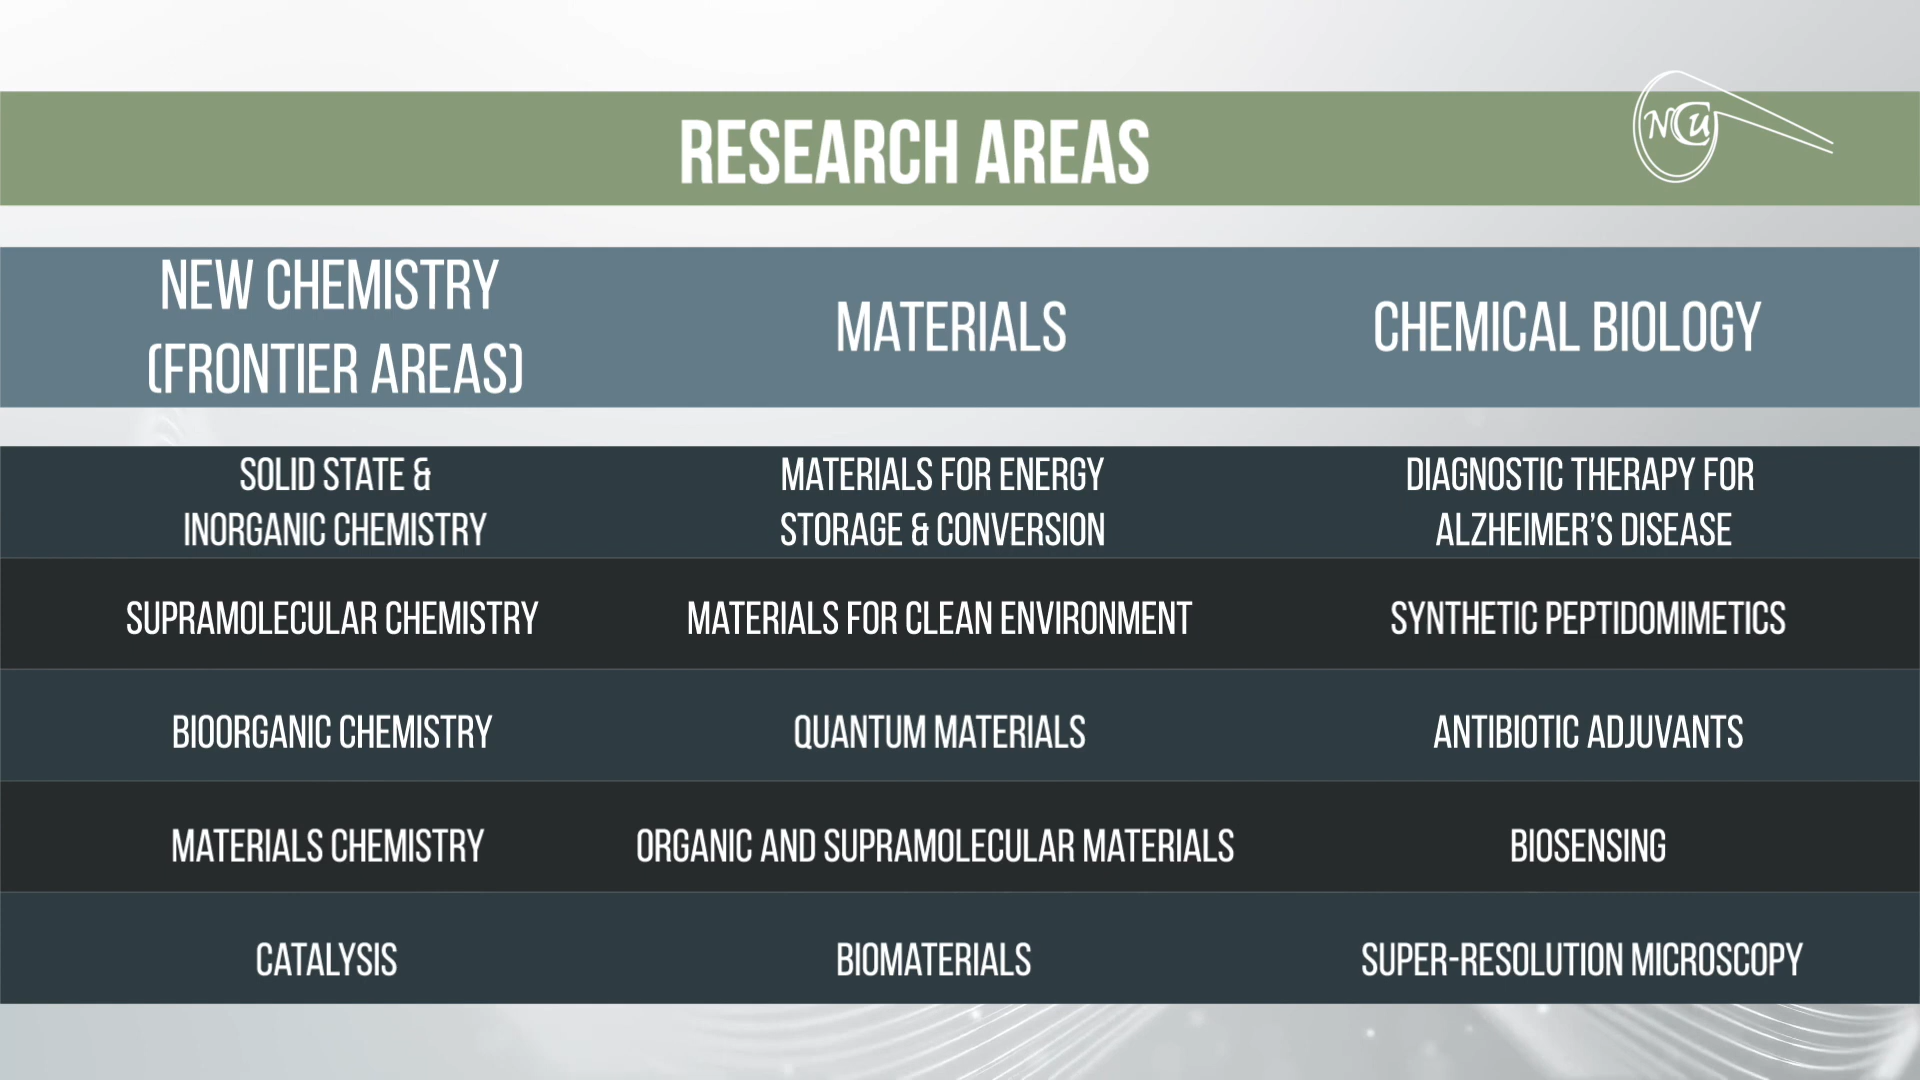 RESEARCH AREAS
NCU
NEW CHEMISTRY
(FRONTIER AREAS)
MATERIALS
CHEMICAL BIOLOGY
SOLID STATE &
INORGANIC CHEMISTRY
MATERIALS FOR ENERGY
STORAGE & CONVERSION
DIAGNOSTIC THERAPY FOR
ALZHEIMER'S DISEASE
SUPRAMOLECULAR CHEMISTRY
MATERIALS FOR CLEAN ENVIRONMENT
SYNTHETIC PEPTIDOMIMETICS
BIOORGANIC CHEMISTRY
QUANTUM MATERIALS
ANTIBIOTIC ADJUVANTS
MATERIALS CHEMISTRY
ORGANIC AND SUPRAMOLECULAR MATERIALS
BIOSENSING
CATALYSIS
BIOMATERIALS
SUPER-RESOLUTION MICROSCOPY